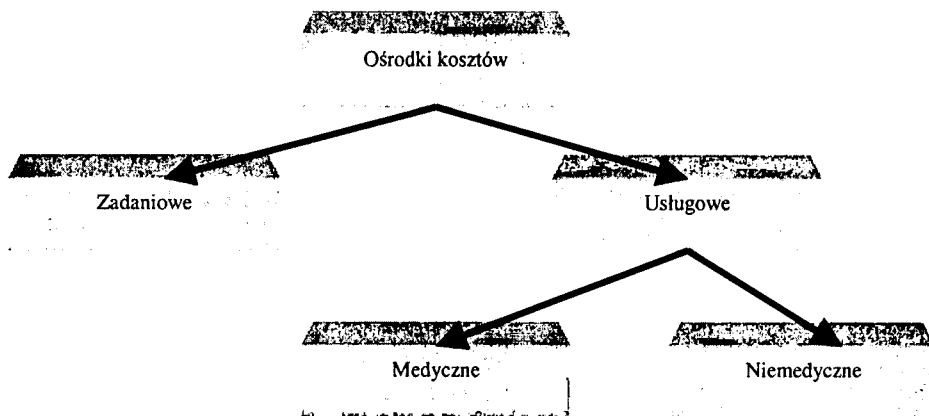 Ośrodki kosztów
Zadaniowe
Usługowe
Medyczne
Niemedyczne